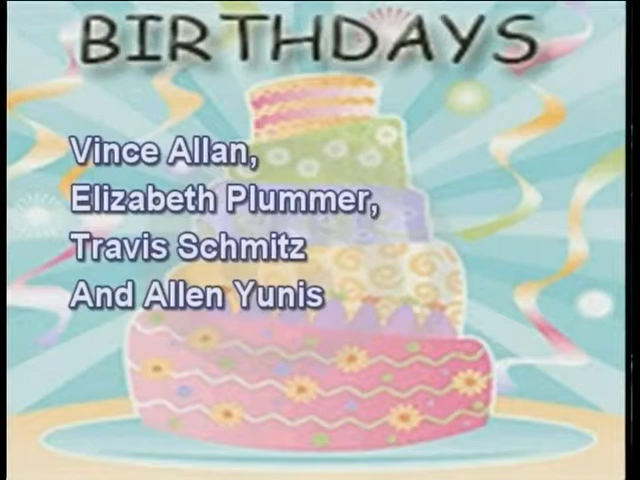 BIRTHDAYS
Vince Allan,
Elizabeth Plummer,
Travis Schmitz
And Allen Yunis